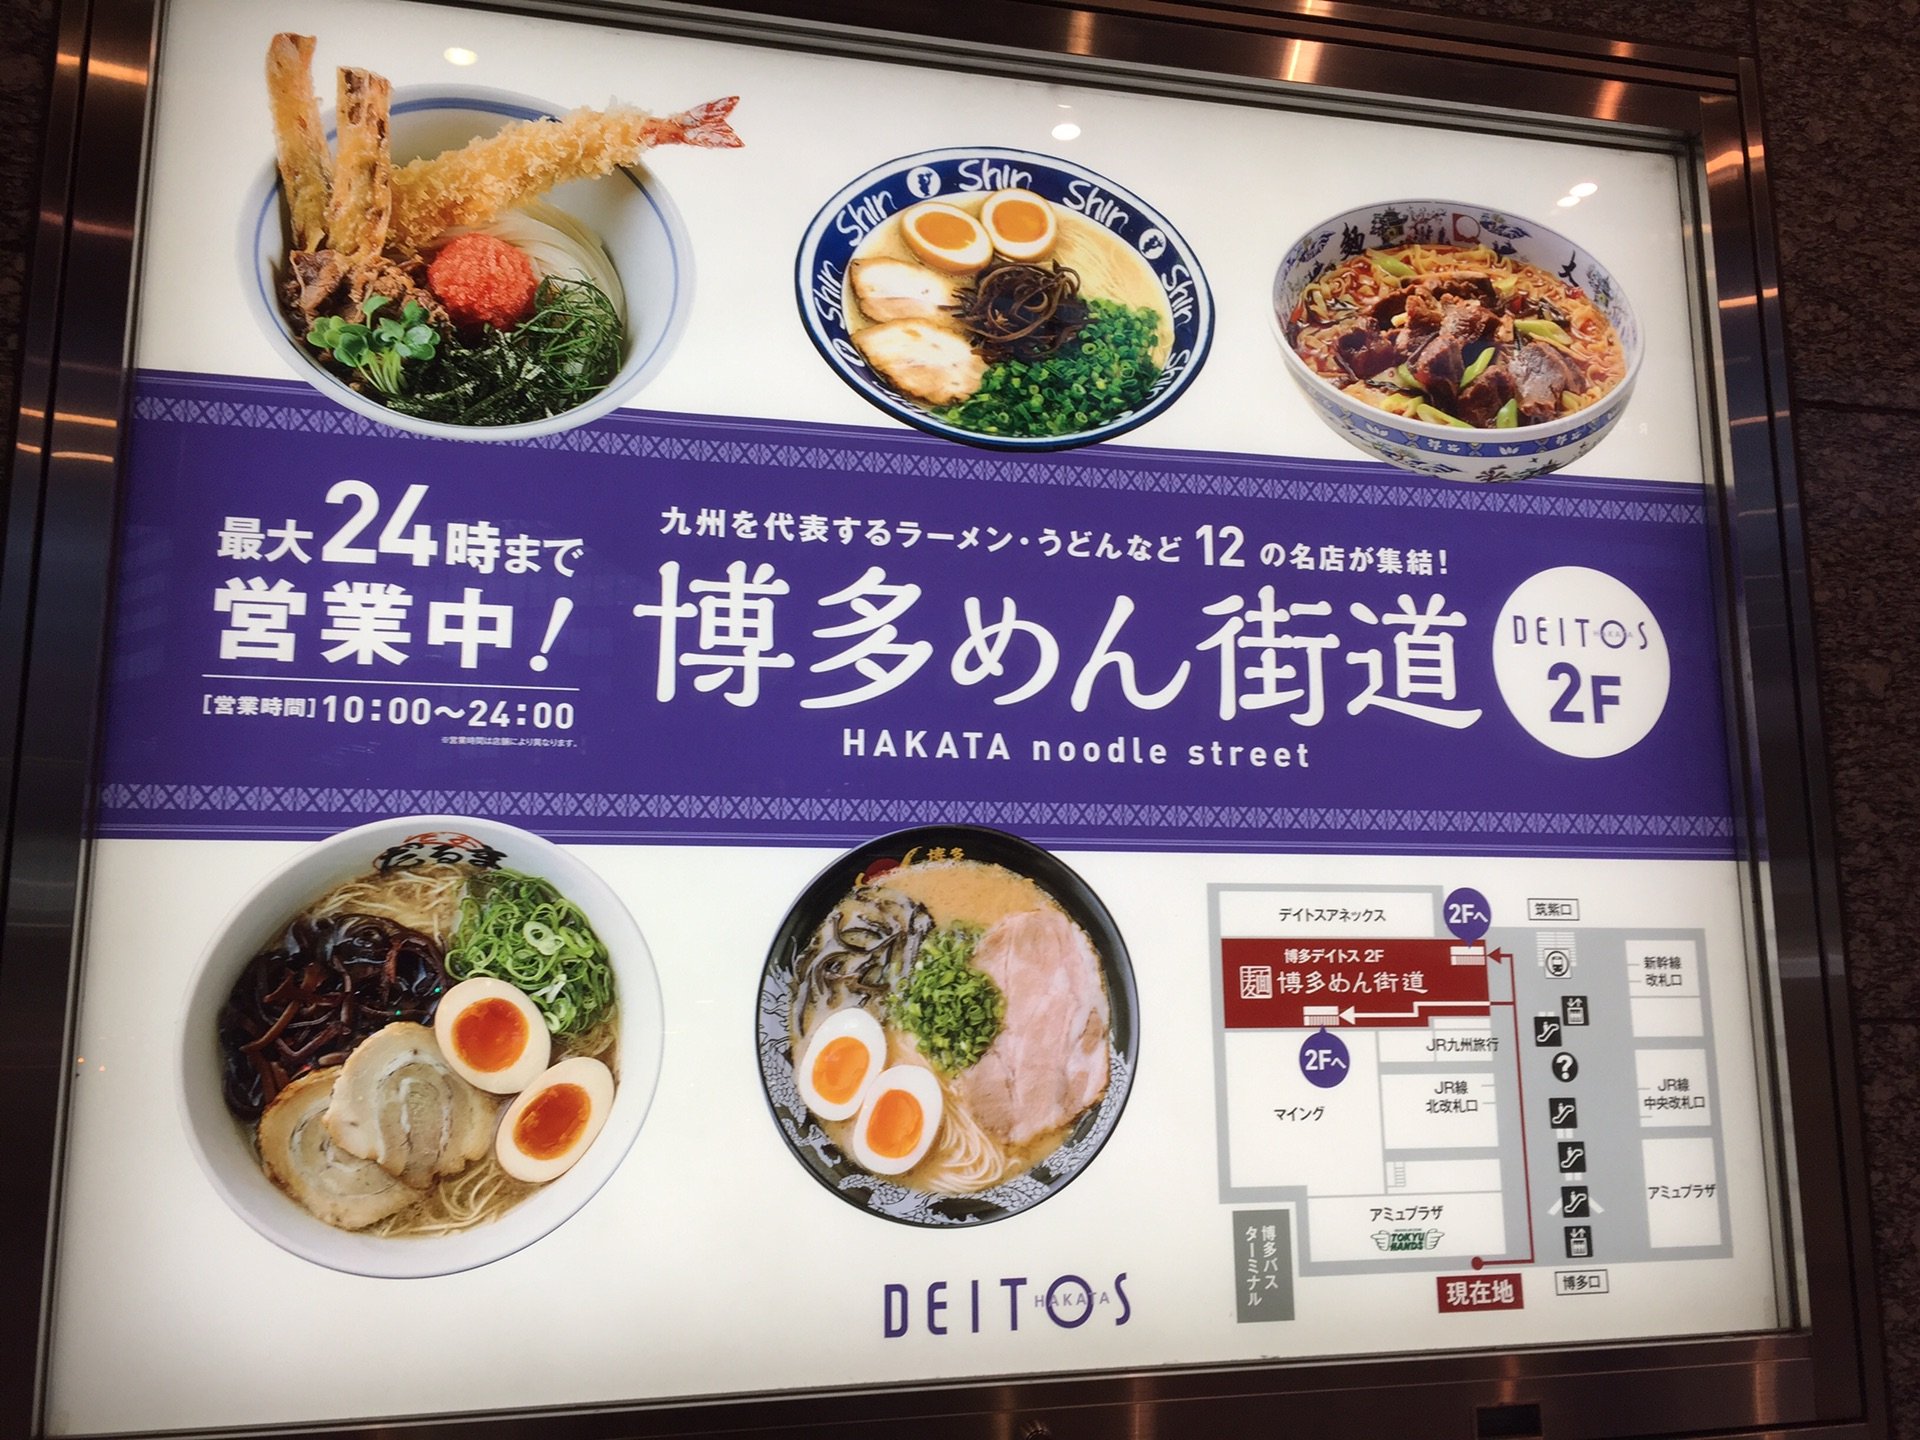 Shin Shin Shin Shin Shin Shin
麺 大
最大24時まで
営業中!
[営業時間]10:00~24:00
※営業時間は店舗により異なります。
九州を代表するラーメン・うどんなど 12 の名店が集結!
博多めん街道
HAKATA noodle street
DEITOS
HAKATA
2F
だるま
博多
DEITOS
HAKATA
デイトスアネックス
2Fへ
筑紫口
博多デイトス 2F
麺 博多めん街道
新幹線
改札口
2Fへ
JR九州旅行
?
マイング
JR線
北改札口
JR線
中央改札口
アミュプラザ
TOKYU
HANDS
アミュプラザ
博多バス
ターミナル
現在地
博多口